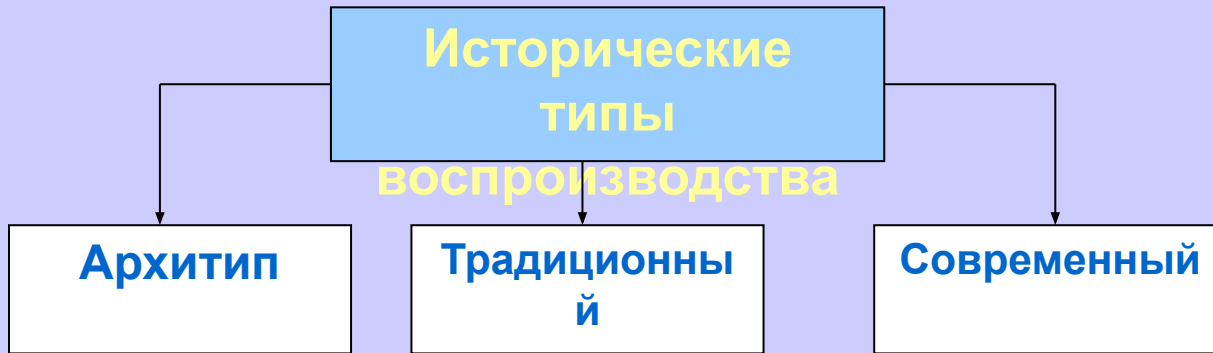 Исторические
типы
воспроизводства
Архитип
Традиционны
й
Современный